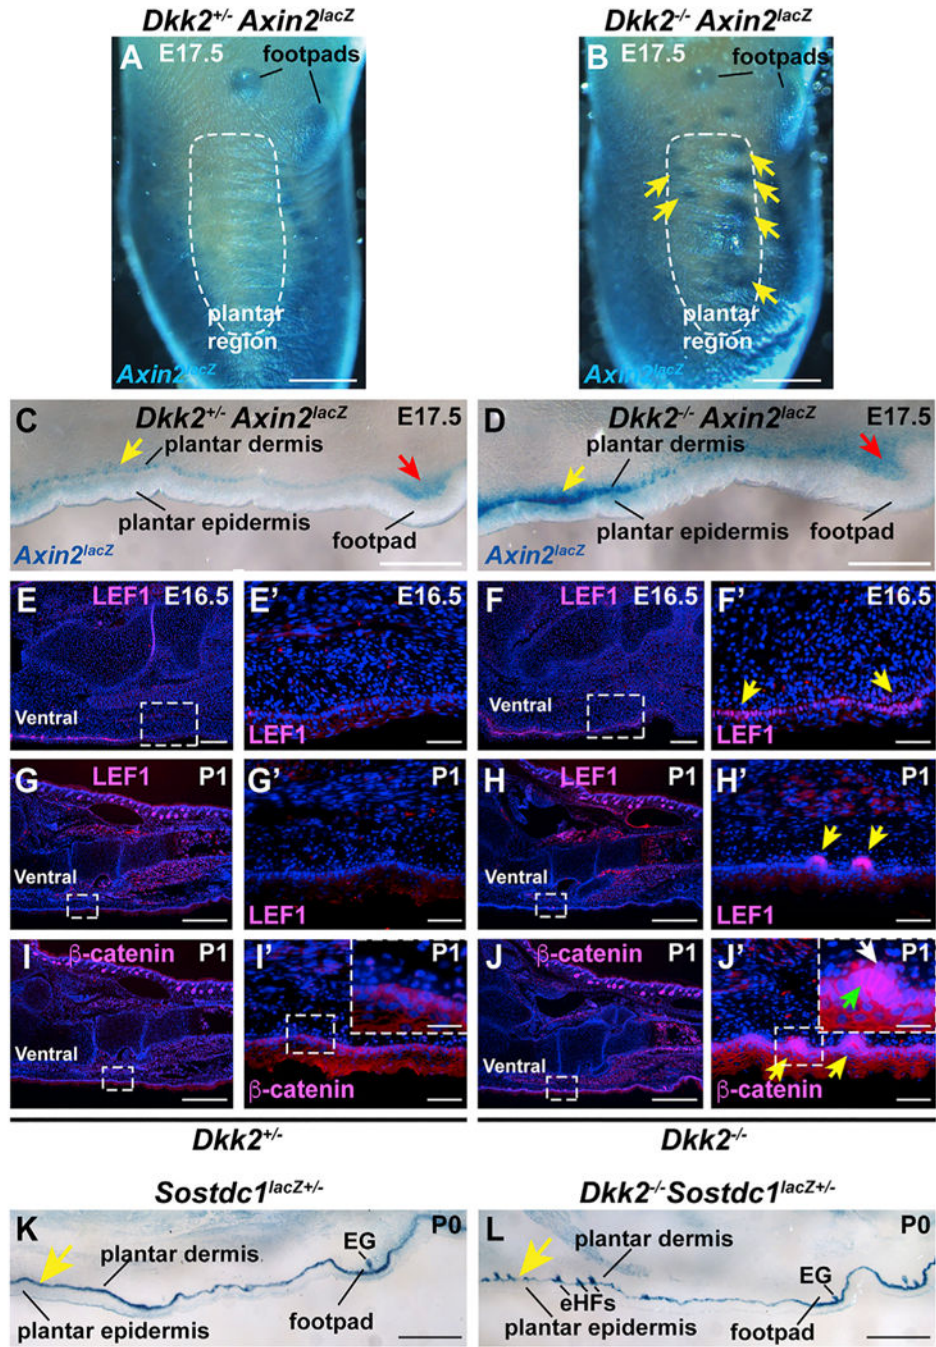 Dkk2+/- Axin2lacZ
Dkk2-/- Axin2lacZ
A E17.5 footpads
plantar region
Axin2lacZ
B E17.5 footpads
plantar region
Axin2lacZ
C Dkk2+/- Axin2lacZ E17.5
plantar dermis
plantar epidermis
footpad
Axin2lacZ
D Dkk2-/- Axin2lacZ E17.5
plantar dermis
plantar epidermis footpad
Axin2lacZ
E LEF1 E16.5
Ventral
E' 
LEF1
F LEF1 E16.5
Ventral
F' 
LEF1
G LEF1 P1
Ventral
G' P1
LEF1
H LEF1 P1
Ventral
H' P1
LEF1
I β-catenin P1
Ventral
I' P1
β-catenin
J β-catenin P1
Ventral
J' P1
β-catenin
Dkk2+/-
Dkk2-/-
Sostdc1lacZ+/-
Dkk2-/- Sostdc1lacZ+/-
K P0
plantar dermis EG
plantar epidermis footpad
L P0
plantar dermis
EG
eHFs
plantar epidermis footpad